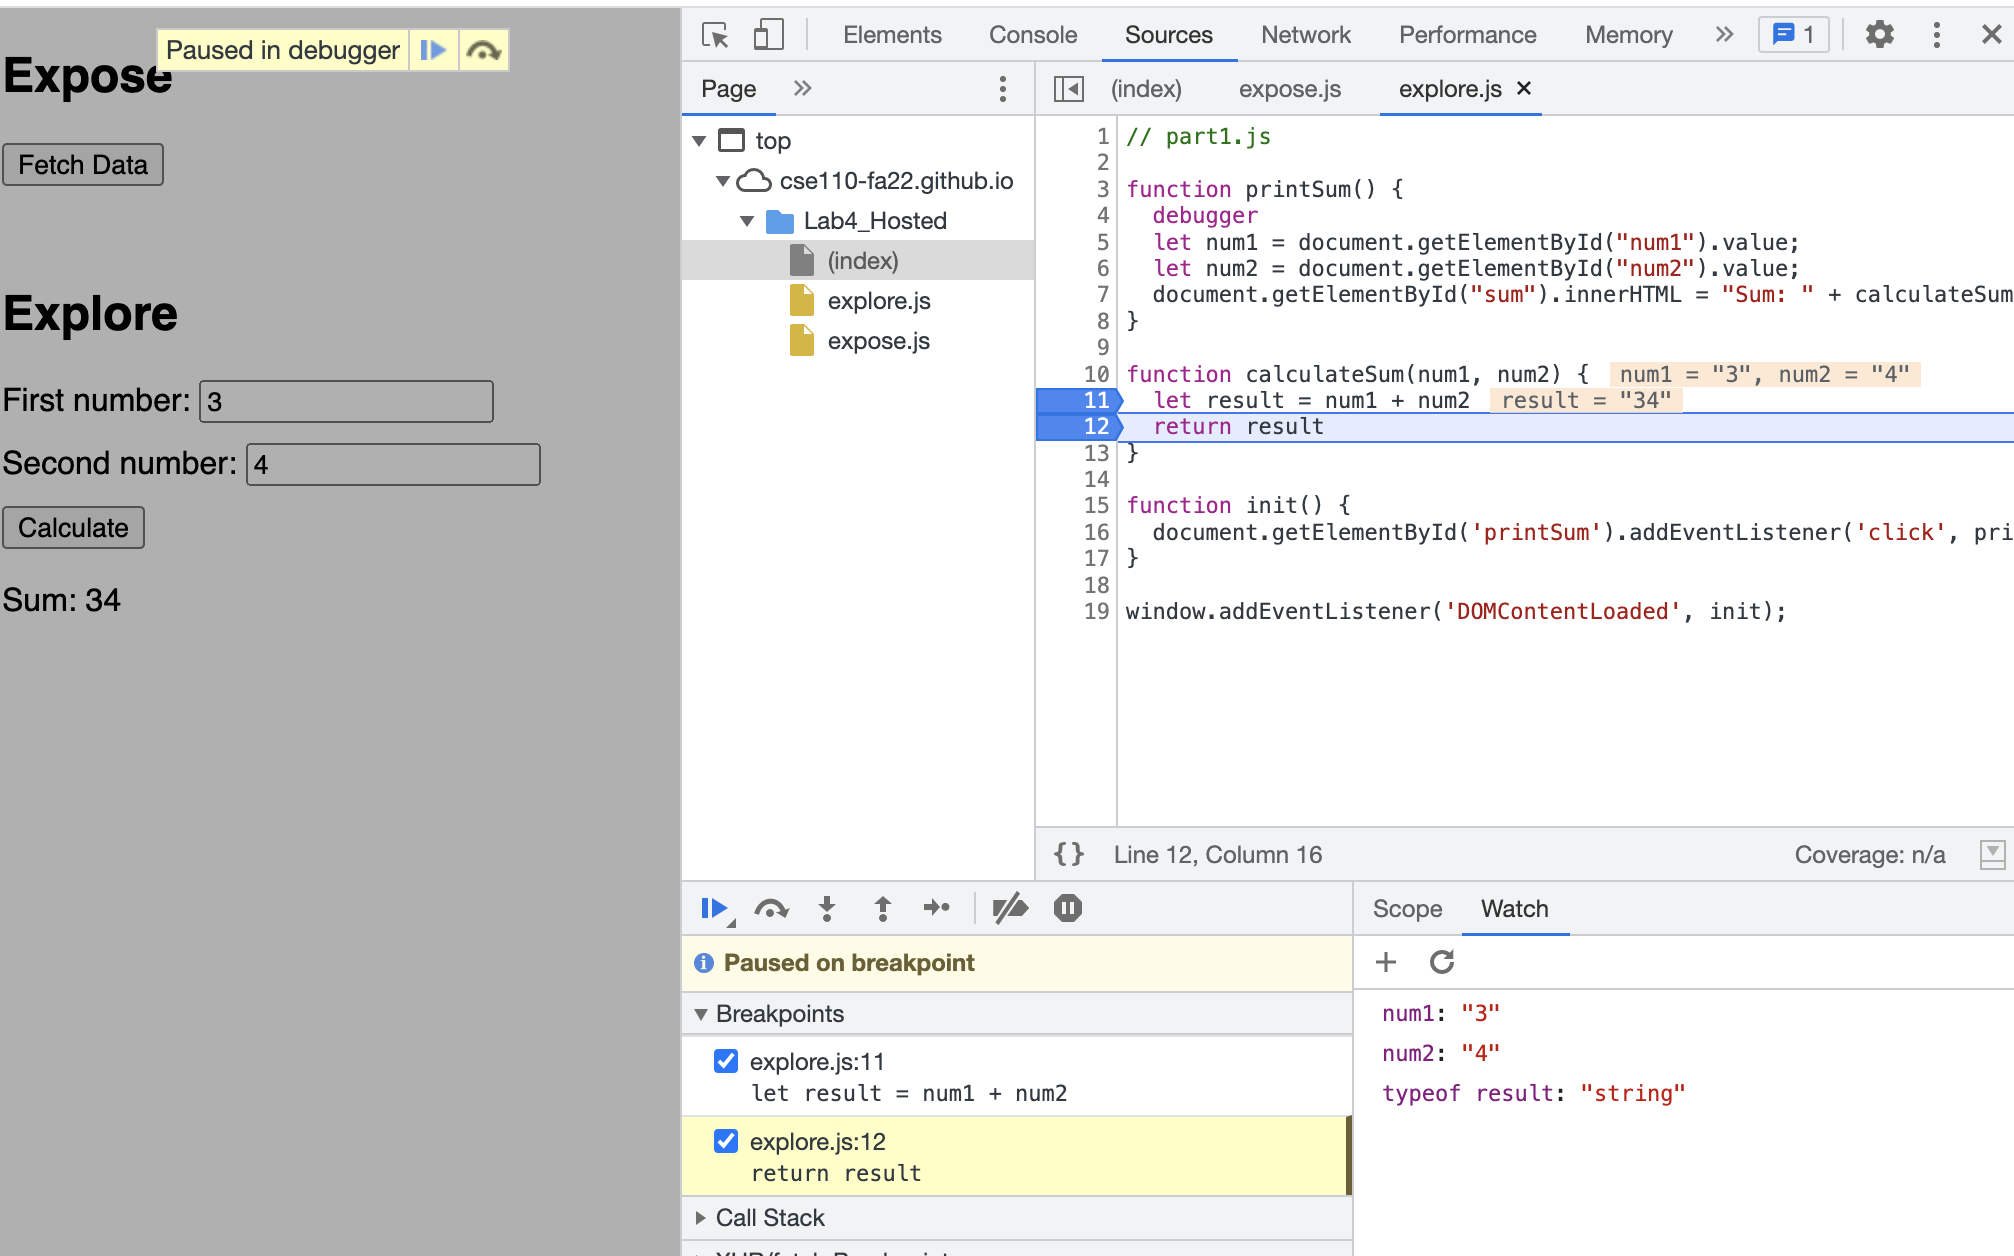 Paused in debugger
Expose
Fetch Data
Explore
First number: 3
Second number: 4
Calculate
Sum: 34
Elements Console Sources Network Performance Memory » 1
Page »
top
cse110-fa22.github.io
Lab4_Hosted
(index)
explore.js
expose.js
(index) expose.js explore.js
1 // part1.js
2
3 function printSum() {
4 debugger
5 let num1 = document.getElementById("num1").value;
6 let num2 = document.getElementById("num2").value;
7 document.getElementById("sum").innerHTML = "Sum: " + calculateSum
8 }
9
10 function calculateSum(num1, num2) { num1 = "3", num2 = "4"
11 let result = num1 + num2 result = "34"
12 return result
13 }
14
15 function init() {
16 document.getElementById('printSum').addEventListener('click', pri
17 }
18
19 window.addEventListener('DOMContentLoaded', init);
{} Line 12, Column 16 Coverage: n/a
Paused on breakpoint
Breakpoints
explore.js:11
let result = num1 + num2
explore.js:12
return result
Call Stack
Scope Watch
num1: "3"
num2: "4"
typeof result: "string"